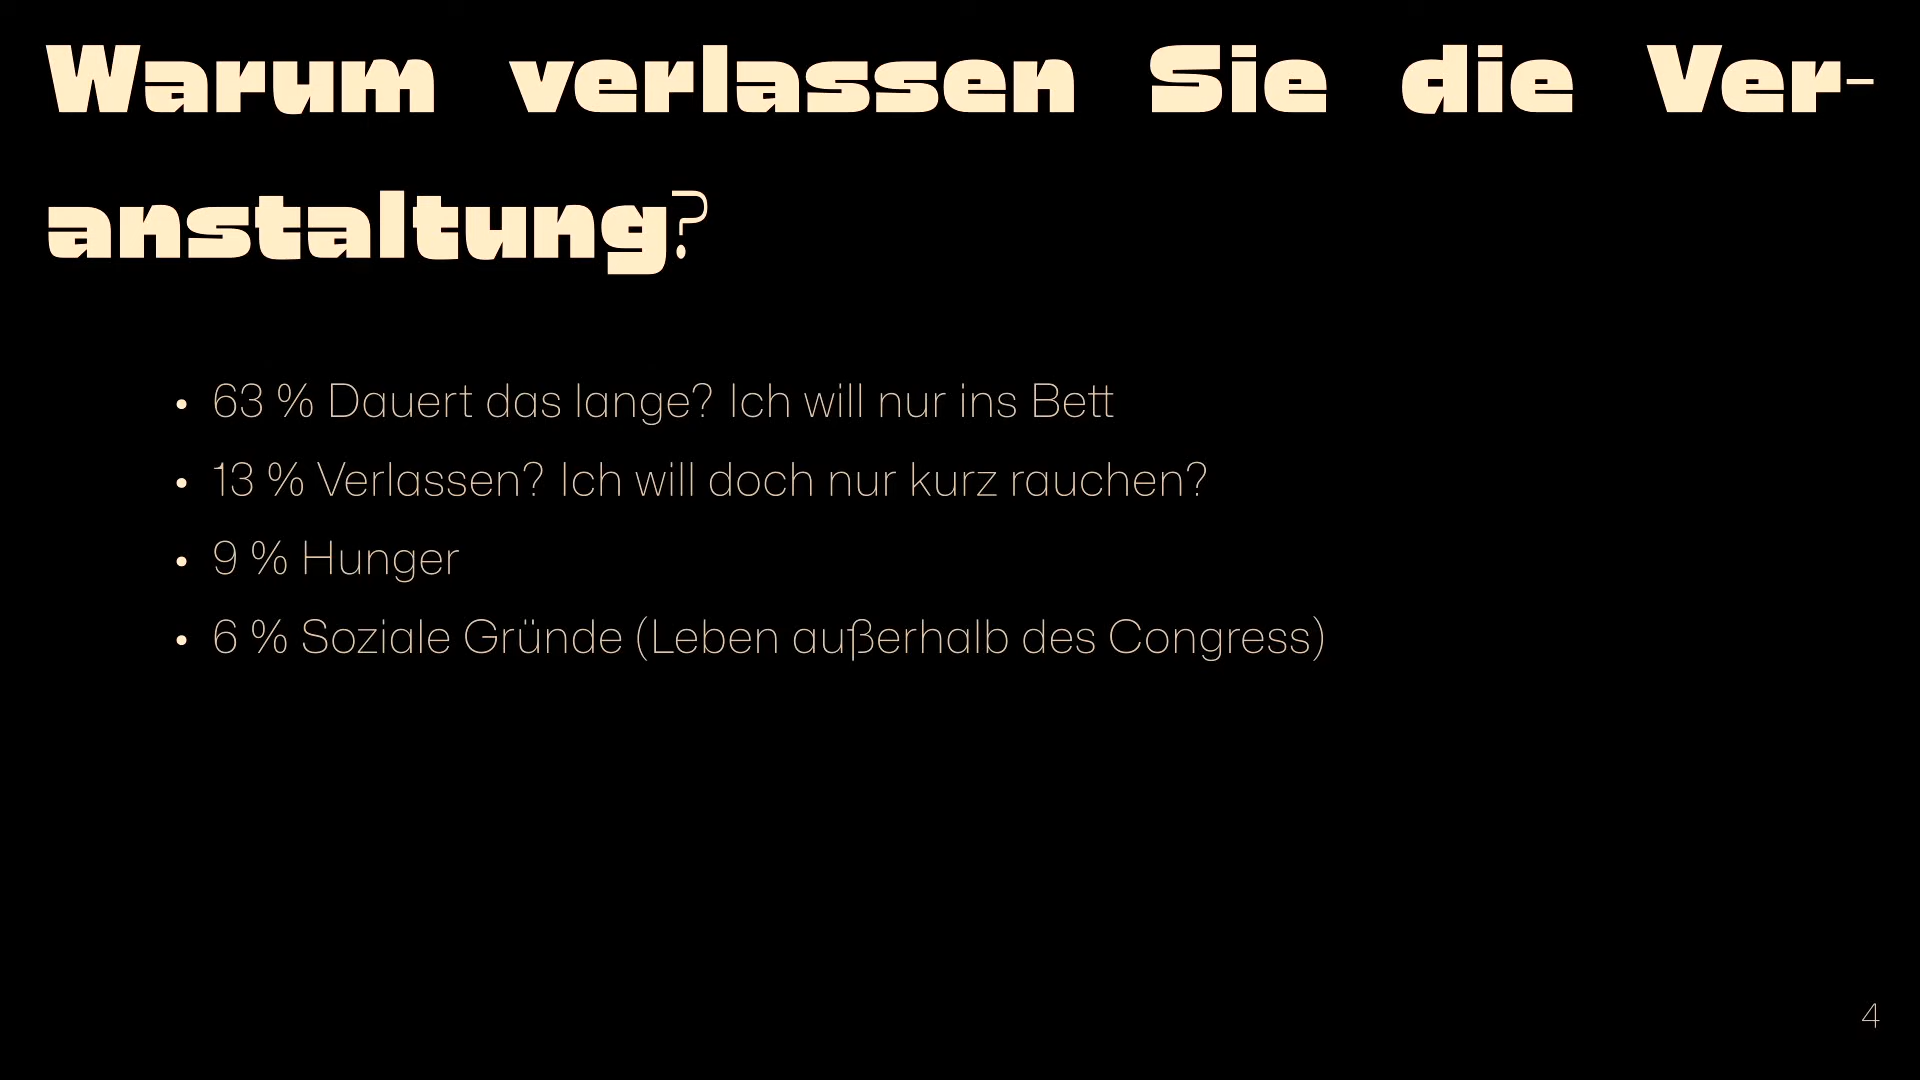 Warum verlassen Sie die Ver-
anstaltung?
• 63 % Dauert das lange? Ich will nur ins Bett
• 13 % Verlassen? Ich will doch nur kurz rauchen?
• 9 % Hunger
• 6 % Soziale Gründe (Leben außerhalb des Congress)
4